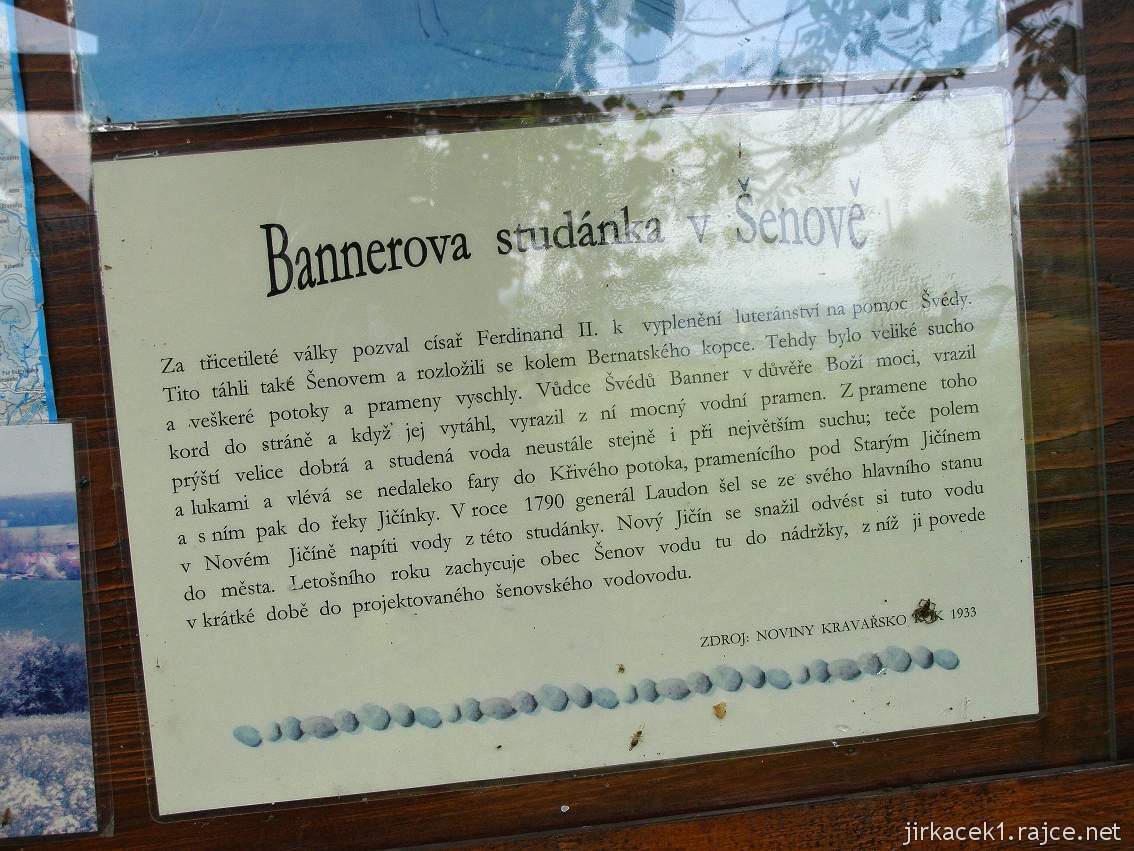 Bannerova studánka v Šenově
Za třicetileté války pozval císař Ferdinand II. k vyplenění luteránství na pomoc Švédy.
Tito táhli také Šenovem a rozložili se kolem Bernatského kopce. Tehdy bylo veliké sucho
a veškeré potoky a prameny vyschly. Vůdce Švédů Banner v důvěře Boží moci, vrazil
kord do stráně a když jej vytáhl, vyrazil z ní mocný vodní pramen. Z pramene toho
prýští velice dobrá a studená voda neustále stejně i při největším suchu; teče polem
a lukami a vlévá se nedaleko fary do Křivého potoka, pramenícího pod Starým Jičínem
a s ním pak do řeky Jičínky. V roce 1790 generál Laudon šel se ze svého hlavního stanu
v Novém Jičíně napíti vody z této studánky. Nový Jičín se snažil odvést si tuto vodu
do města. Letošního roku zachycuje obec Šenov vodu tu do nádržky, z níž ji povede
v krátké době do projektovaného šenovského vodovodu.
ZDROJ: NOVINY KRAVAŘSKO ROK 1933
jirkacek1.rajce.net